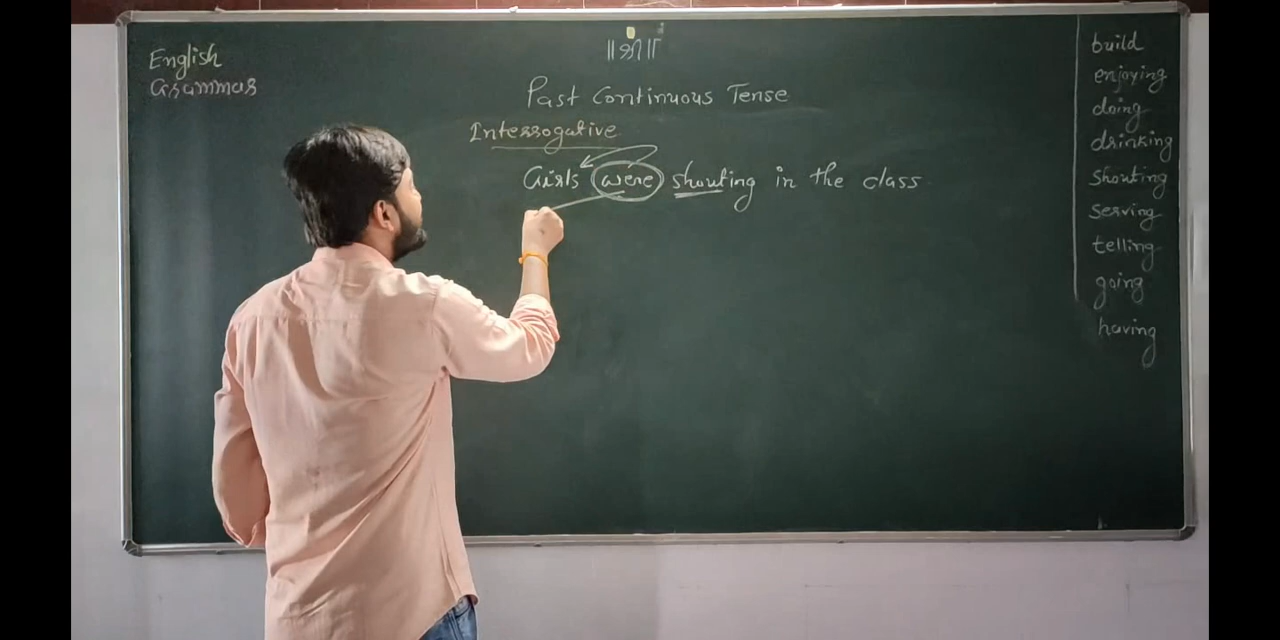 ॥श्री॥
English
Grammar
Past Continuous Tense
Interrogative
Girls were shouting in the class
build
enjoying
doing
drinking
shouting
serving
telling
going
having